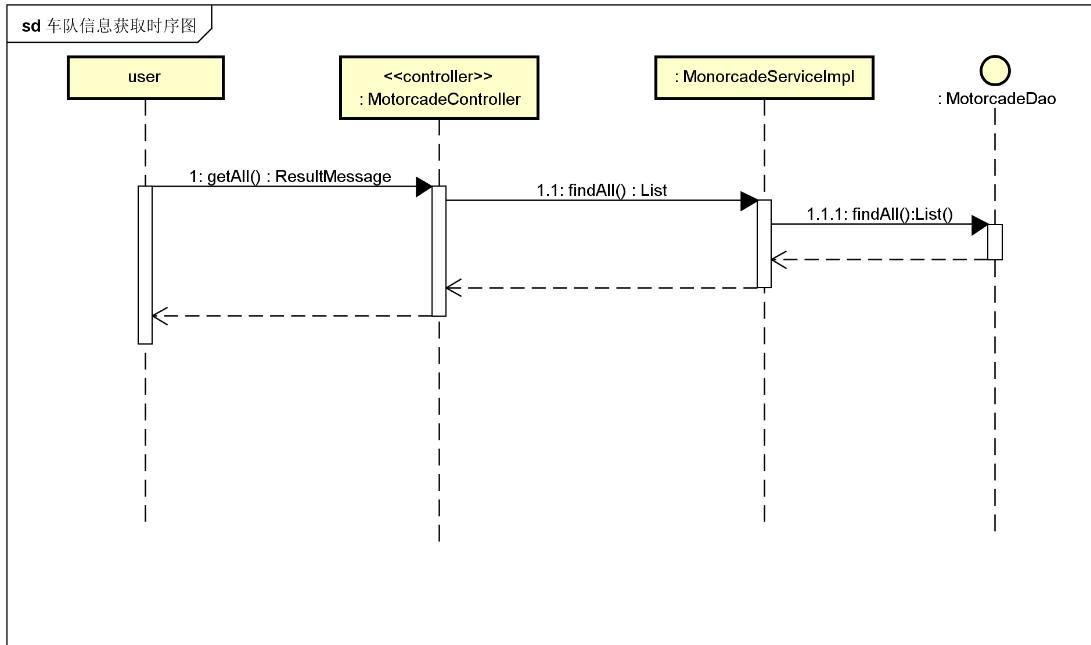 sd 车队信息获取时序图
user
<<controller>>
: MotorcadeController
: MonorcadeServiceImpl
: MotorcadeDao
1: getAll() : ResultMessage
1.1: findAll() : List
1.1.1: findAll():List()